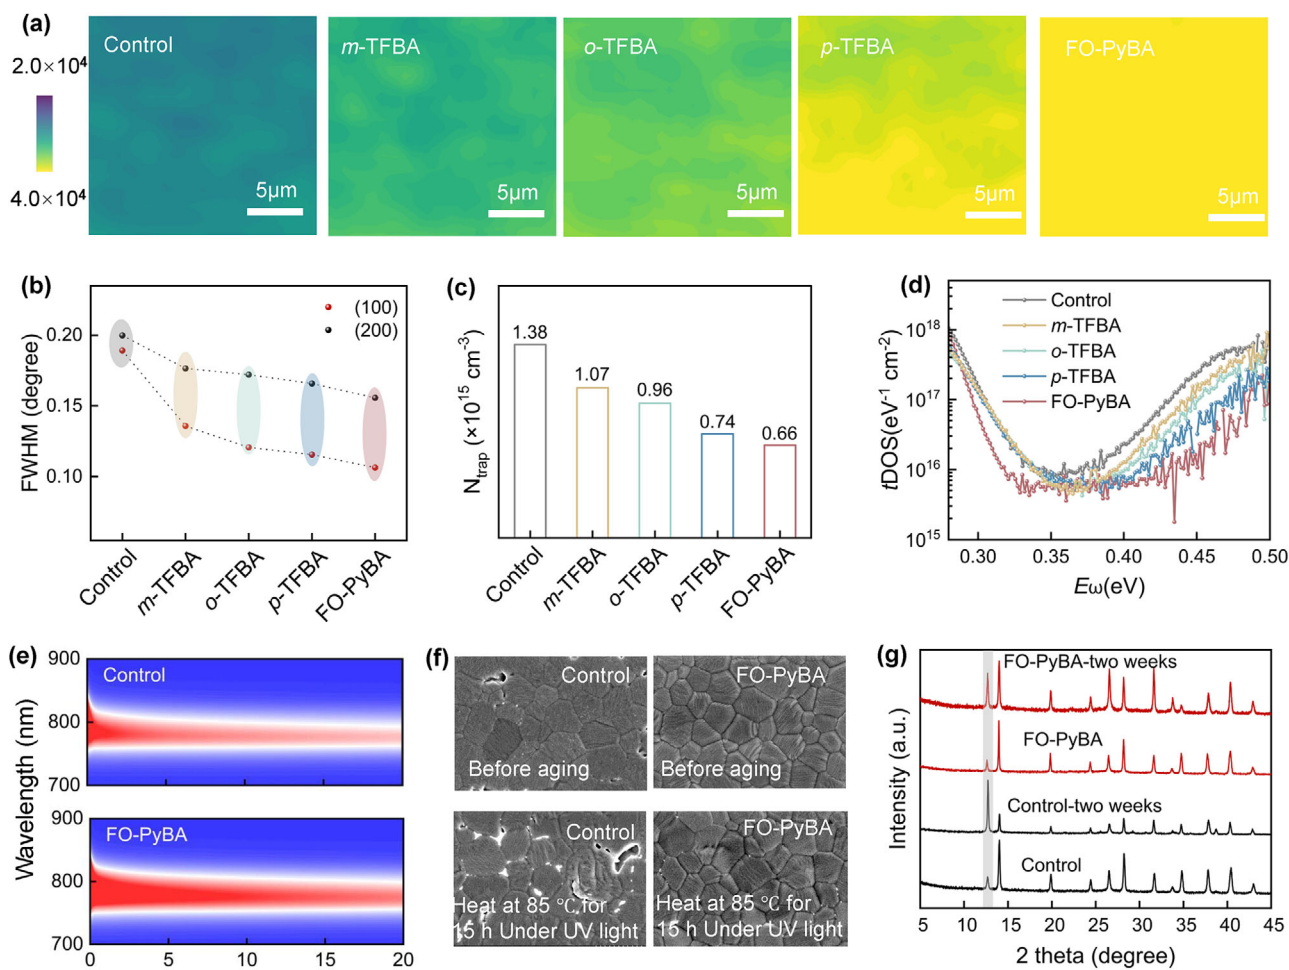 (a)
2.0×10⁴
4.0×10⁴
Control
5μm
m-TFBA
5μm
o-TFBA
5μm
p-TFBA
5μm
FO-PyBA
5μm
(b)
FWHM (degree)
0.20
0.15
0.10
(100)
(200)
Control
m-TFBA
o-TFBA
p-TFBA
FO-PyBA
(c)
Ntrap (×10¹⁵ cm⁻³)
1.38
1.07
0.96
0.74
0.66
Control
m-TFBA
o-TFBA
p-TFBA
FO-PyBA
(d)
tDOS(eV⁻¹ cm⁻²)
10¹⁸
10¹⁷
10¹⁶
10¹⁵
Control
m-TFBA
o-TFBA
p-TFBA
FO-PyBA
0.30 0.35 0.40 0.45 0.50
Eω(eV)
(e)
Wavelength (nm)
900
800
700
Control
900
800
700
FO-PyBA
0 5 10 15 20
(f)
Control
Before aging
FO-PyBA
Before aging
Control
Heat at 85 ℃ for
15 h Under UV light
FO-PyBA
Heat at 85 ℃ for
15 h Under UV light
(g)
Intensity (a.u.)
FO-PyBA-two weeks
FO-PyBA
Control-two weeks
Control
5 10 15 20 25 30 35 40 45
2 theta (degree)